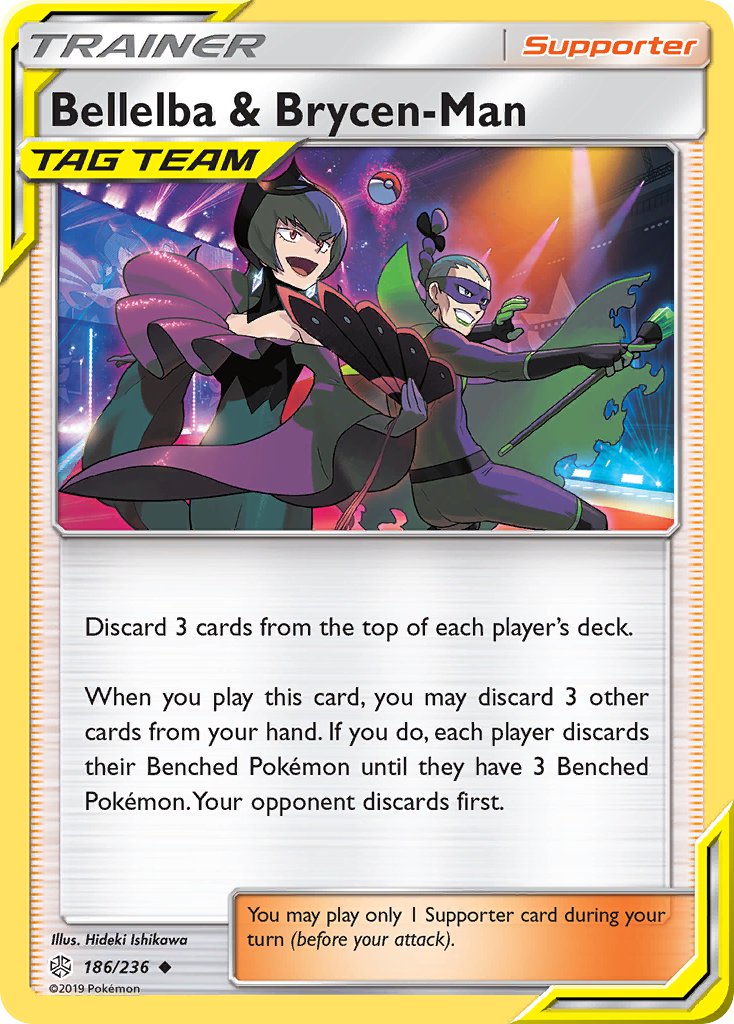 TRAINER
Supporter
Bellelba & Brycen-Man
TAG TEAM
Discard 3 cards from the top of each player's deck.
When you play this card, you may discard 3 other
cards from your hand. If you do, each player discards
their Benched Pokémon until they have 3 Benched
Pokémon. Your opponent discards first.
You may play only 1 Supporter card during your
turn (before your attack).
Illus. Hideki Ishikawa
186/236
©2019 Pokémon